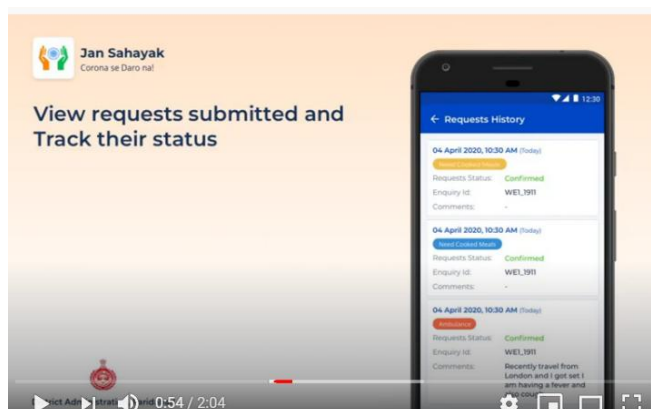 Jan Sahayak
Corona se Daro na!
View requests submitted and
Track their status
12:30
← Requests History
04 April 2020, 10:30 AM (Today)
Need Cooked Meals
Requests Status: Confirmed
Enquiry Id: WE1_1911
Comments: -
04 April 2020, 10:30 AM (Today)
Need Cooked Meals
Requests Status: Confirmed
Enquiry Id: WE1_1911
Comments: -
04 April 2020, 10:30 AM (Today)
Ambulance
Requests Status: Confirmed
Enquiry Id: WE1_1911
Comments: Recently travel from
London and I got set I
am having a fever and
0:54 / 2:04